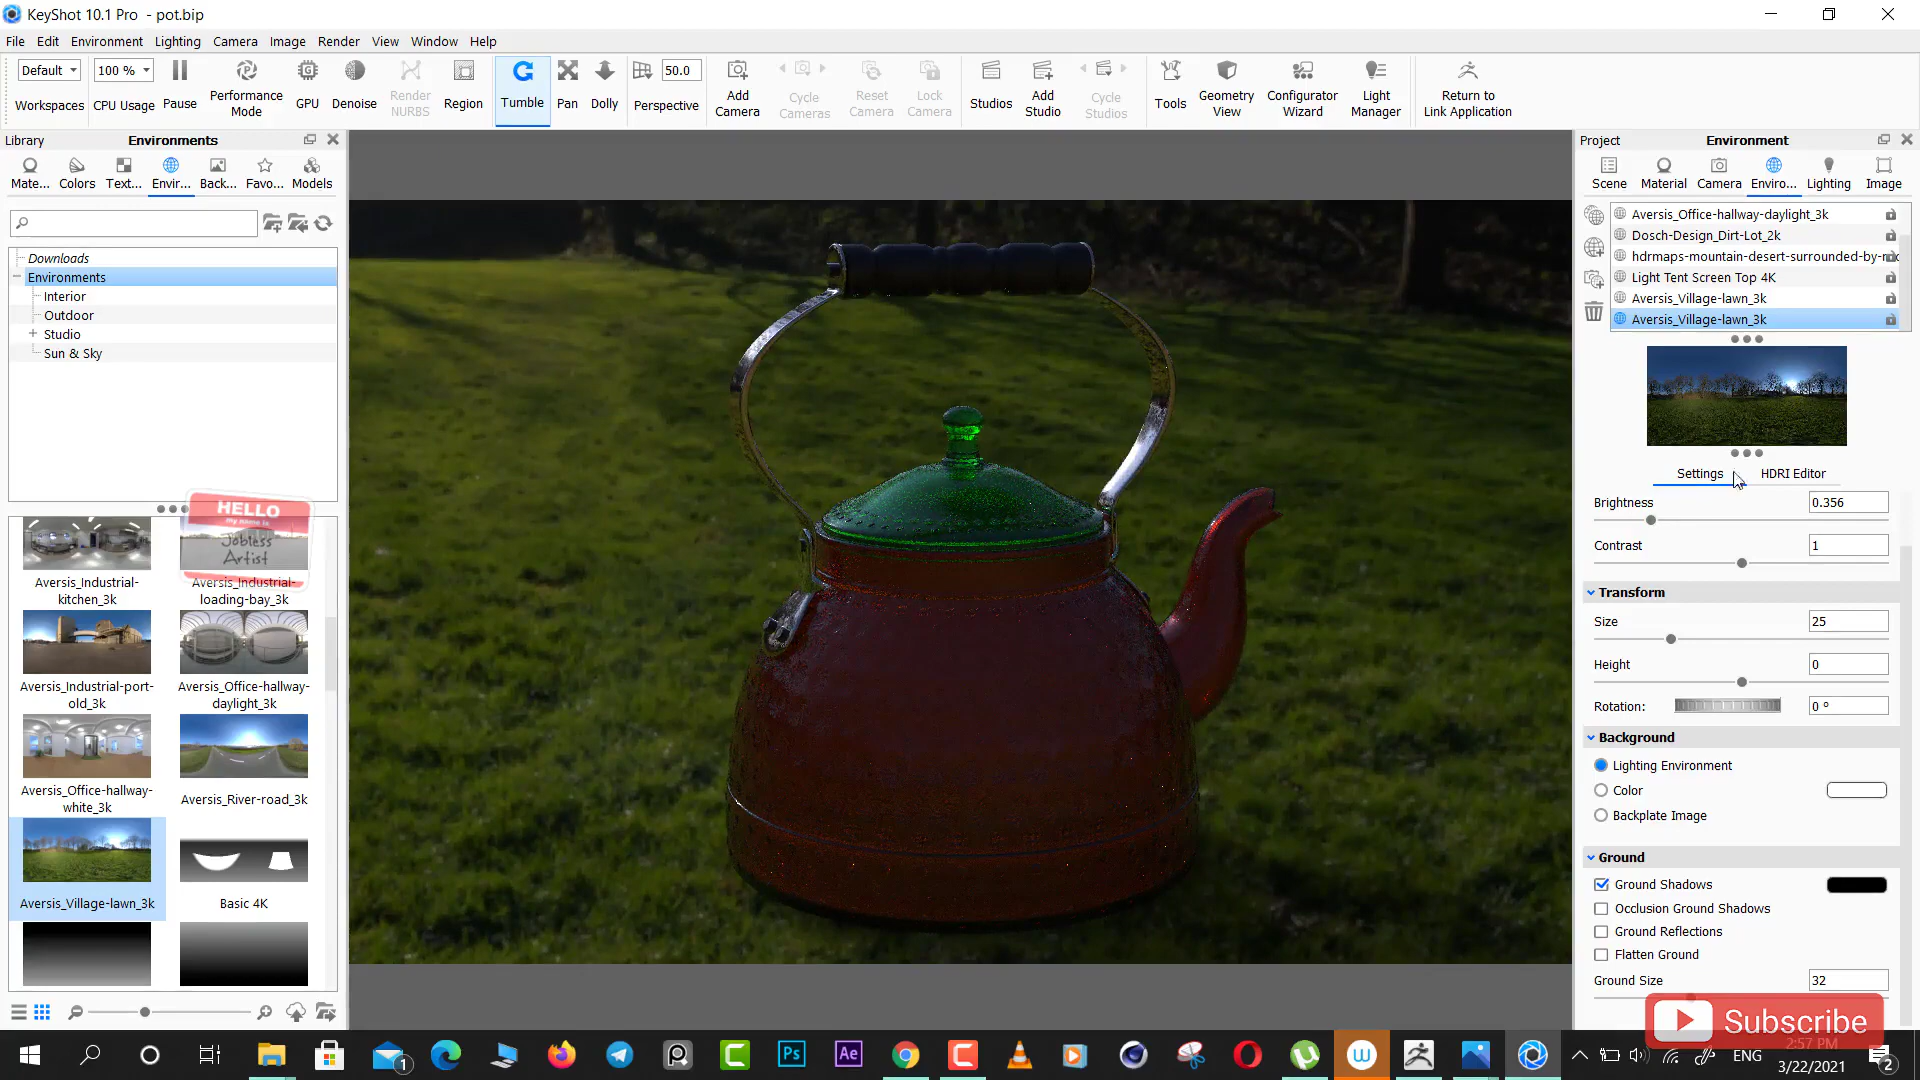 KeyShot 10.1 Pro - pot.bip
File Edit Environment Lighting Camera Image Render View Window Help
Default 100 % 50.0
Workspaces CPU Usage Pause Performance Mode GPU Denoise Render NURBS Region Tumble Pan Dolly Perspective Add Camera Cycle Cameras Reset Camera Lock Camera Studios Add Studio Cycle Studios Tools Geometry View Configurator Wizard Light Manager Return to Link Application
Library Environments
Mate... Colors Text... Envir... Back... Favo... Models
Downloads
Environments
Interior
Outdoor
Studio
Sun & Sky
HELLO
my name is
Jobless
Artist
Aversis_Industrial-
kitchen_3k
Aversis_Industrial-
loading-bay_3k
Aversis_Industrial-port-
old_3k
Aversis_Office-hallway-
daylight_3k
Aversis_Office-hallway-
white_3k
Aversis_River-road_3k
Aversis_Village-lawn_3k
Basic 4K
Project Environment
Scene Material Camera Enviro... Lighting Image
Aversis_Office-hallway-daylight_3k
Dosch-Design_Dirt-Lot_2k
hdrmaps-mountain-desert-surrounded-by-
Light Tent Screen Top 4K
Aversis_Village-lawn_3k
Aversis_Village-lawn_3k
Settings HDRI Editor
Brightness 0.356
Contrast 1
Transform
Size 25
Height 0
Rotation: 0 °
Background
Lighting Environment
Color
Backplate Image
Ground
Ground Shadows
Occlusion Ground Shadows
Ground Reflections
Flatten Ground
Ground Size 32
Subscribe
1 Ps Ae w ENG 2:57 PM
3/22/2021 2